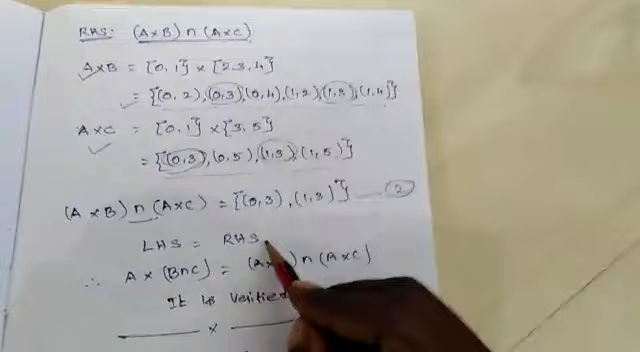 RHS: (A×B) ∩ (A×C)
A×B = {0,1} × {2,3,4}
= {(0,2),(0,3),(0,4),(1,2),(1,3),(1,4)}
A×C = {0,1} × {3,5}
= {(0,3),(0,5),(1,3),(1,5)}
(A×B) ∩ (A×C) = {(0,3),(1,3)} — ②
LHS = RHS
∴ A×(B∩C) = (A× ) ∩ (A×C)
It is verified
— × —